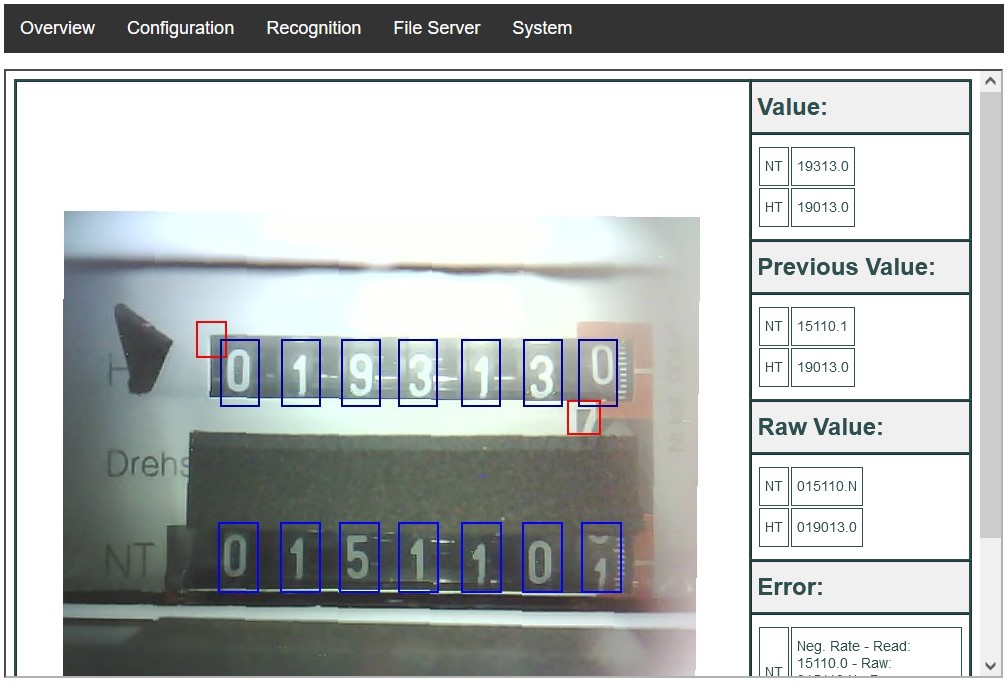 Overview Configuration Recognition File Server System
Value:
NT 19313.0
HT 19013.0
Previous Value:
NT 15110.1
HT 19013.0
Raw Value:
NT 015110.N
HT 019013.0
Error:
NT
Neg. Rate - Read:
15110.0 - Raw:
H
0 1 9 3 1 3 0
Drehs
NT
0 1 5 1 1 0 1